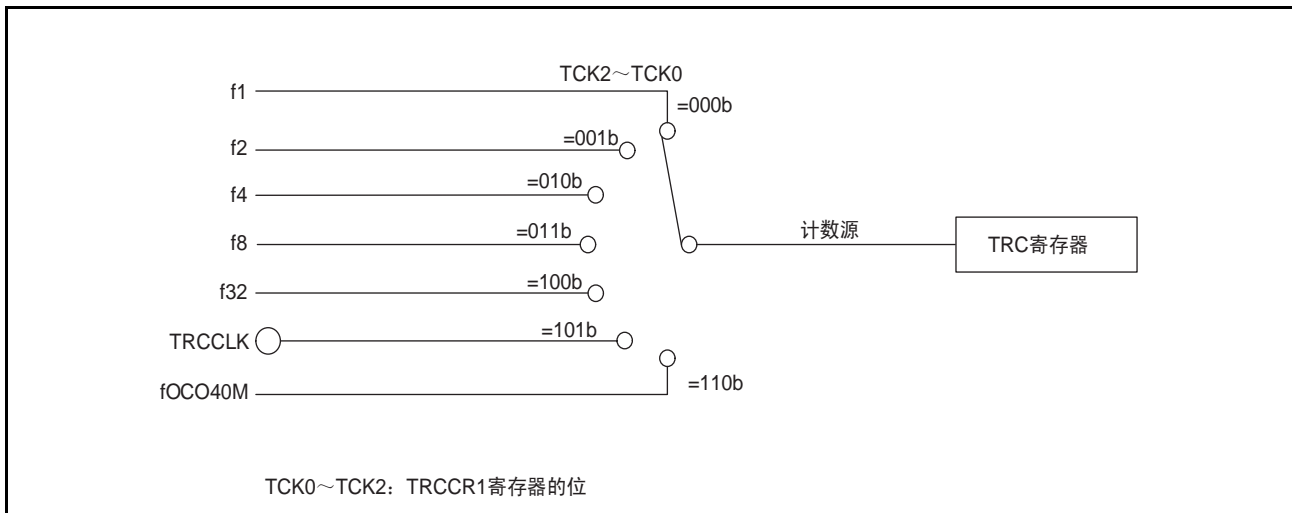 TCK2～TCK0
f1
=000b
f2
=001b
f4
=010b
计数源
f8
=011b
TRC寄存器
f32
=100b
TRCCLK
=101b
fOCO40M
=110b
TCK0～TCK2：TRCCR1寄存器的位